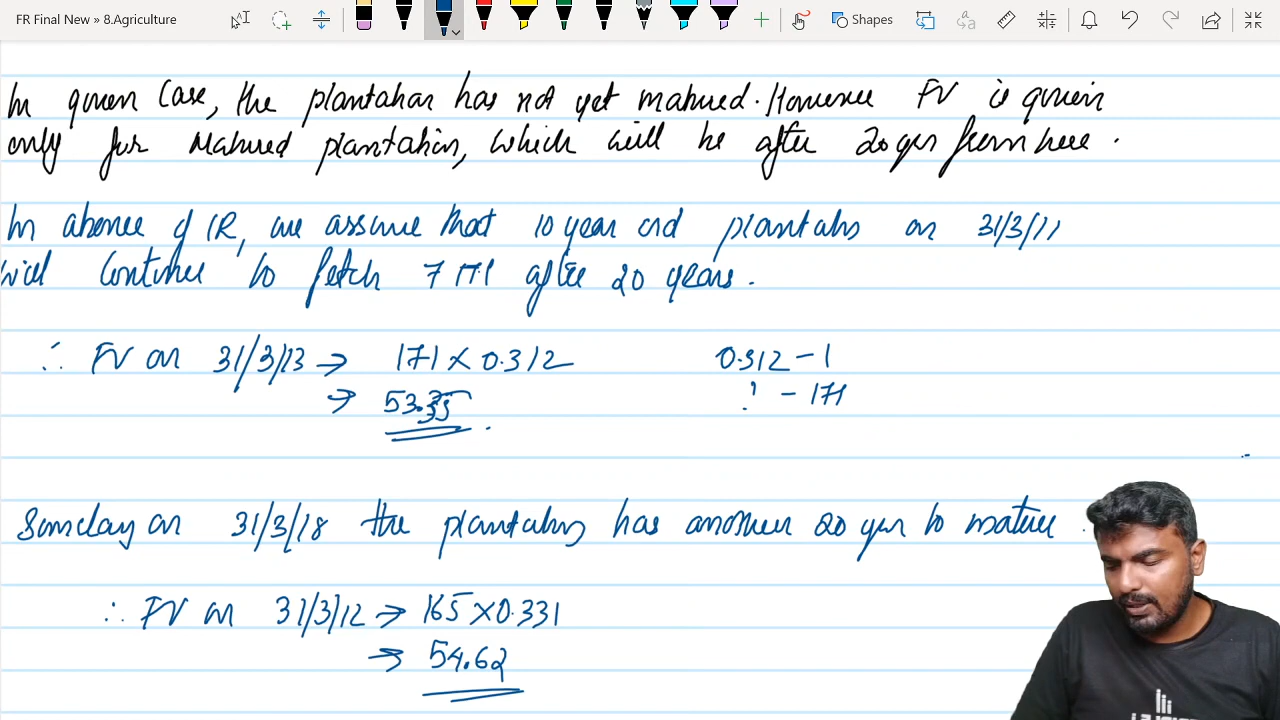 FR Final New » 8.Agriculture
Shapes
In given Case, the plantation has not yet matured. However FV is given
only for Matured plantation, which will be after 20 yrs from here.
In absence of IR, we assume that 10 year old plantation on 31/3/11
will continue to fetch after 20 years.
∴ FV on 31/3/13 → 171 × 0.312
0.312 - 1
→ 53.35
? - 171
on 31/3/18 the plantation has another 20 year to mature.
∴ FV on 31/3/12 → 165 × 0.331
→ 54.62